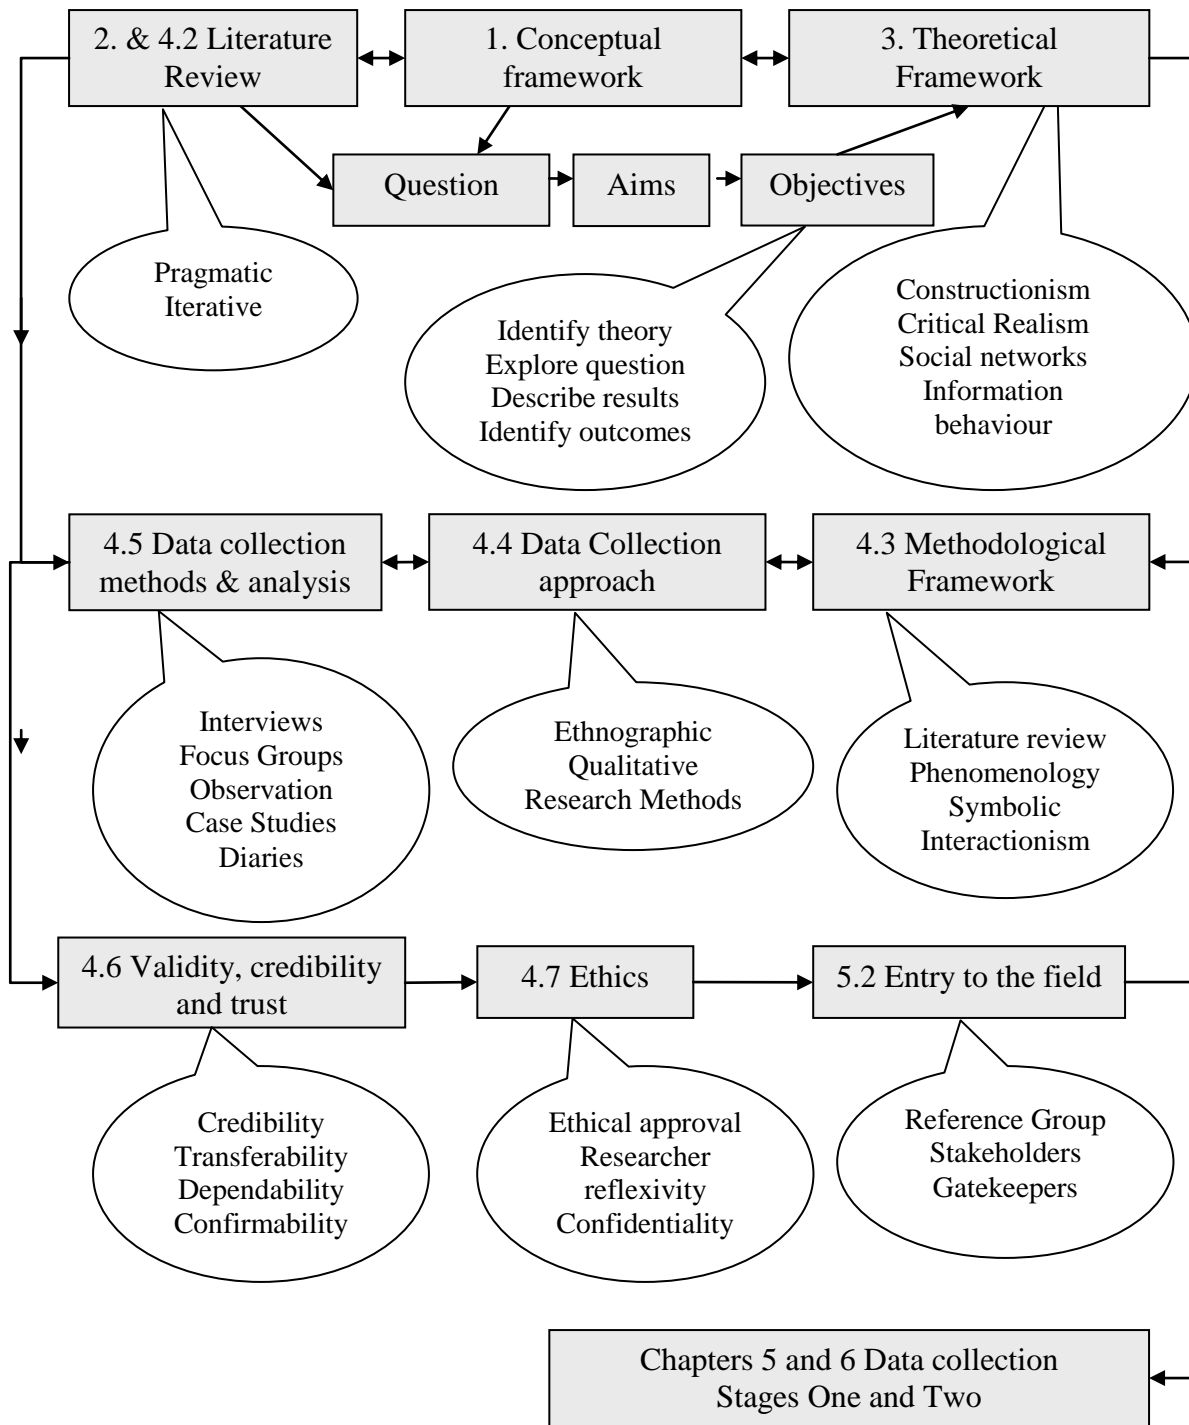 2. & 4.2 Literature
Review
1. Conceptual
framework
3. Theoretical
Framework
Question
Aims
Objectives
Pragmatic
Iterative
Identify theory
Explore question
Describe results
Identify outcomes
Constructionism
Critical Realism
Social networks
Information
behaviour
4.5 Data collection
methods & analysis
4.4 Data Collection
approach
4.3 Methodological
Framework
Interviews
Focus Groups
Observation
Case Studies
Diaries
Ethnographic
Qualitative
Research Methods
Literature review
Phenomenology
Symbolic
Interactionism
4.6 Validity, credibility
and trust
4.7 Ethics
5.2 Entry to the field
Credibility
Transferability
Dependability
Confirmability
Ethical approval
Researcher
reflexivity
Confidentiality
Reference Group
Stakeholders
Gatekeepers
Chapters 5 and 6 Data collection
Stages One and Two